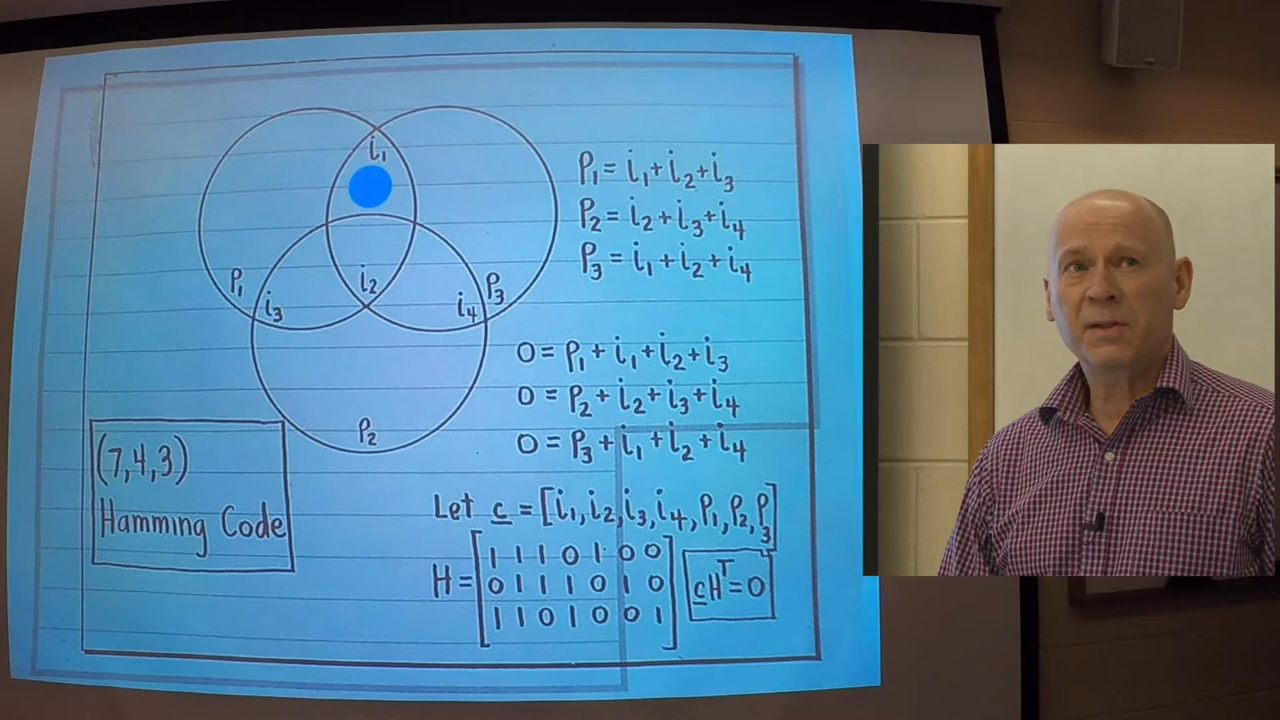 i₁
P₁ = i₁ + i₂ + i₃
P₂ = i₂ + i₃ + i₄
P₃ = i₁ + i₂ + i₄
P₁
i₃
i₂
i₄
P₃
P₂
0 = P₁ + i₁ + i₂ + i₃
0 = P₂ + i₂ + i₃ + i₄
0 = P₃ + i₁ + i₂ + i₄
(7,4,3)
Hamming Code
Let c = [i₁, i₂, i₃, i₄, P₁, P₂, P₃]
H = [1 1 1 0 1 0 0
0 1 1 1 0 1 0
1 1 0 1 0 0 1]
cHᵀ = 0